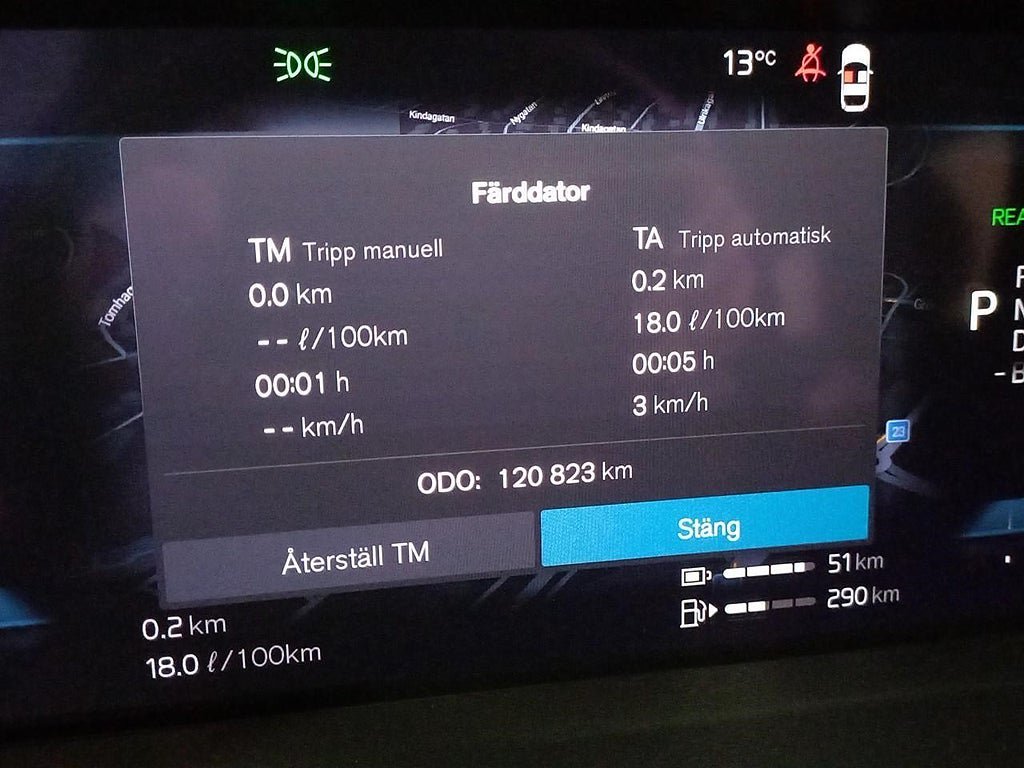 13°C
Kindagatan
Nygatan
Kindagatan
Färddator
TM Tripp manuell
0.0 km
-- ℓ/100km
00:01 h
-- km/h
TA Tripp automatisk
0.2 km
18.0 ℓ/100km
00:05 h
3 km/h
ODO: 120 823 km
Återställ TM
Stäng
REA
P
N
D
- B
23
51 km
290 km
0.2 km
18.0 ℓ/100km